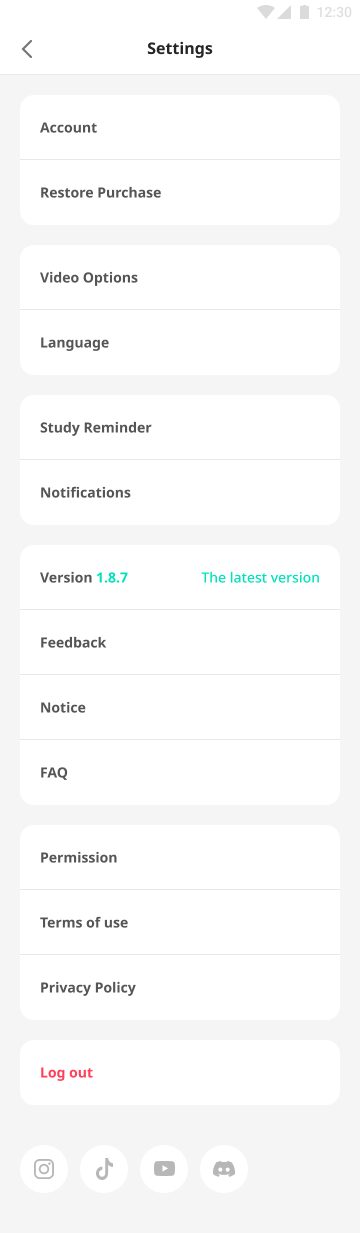 12:30
Settings
Account
Restore Purchase
Video Options
Language
Study Reminder
Notifications
Version 1.8.7 The latest version
Feedback
Notice
FAQ
Permission
Terms of use
Privacy Policy
Log out